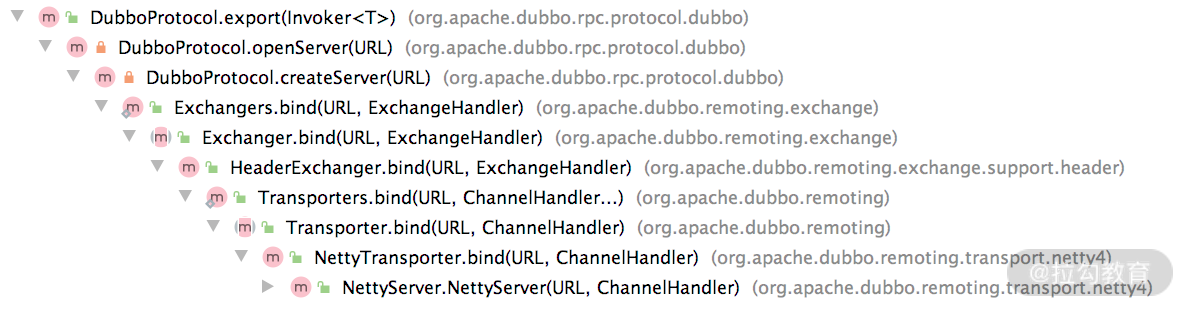 DubboProtocol.export(Invoker<T>) (org.apache.dubbo.rpc.protocol.dubbo)
DubboProtocol.openServer(URL) (org.apache.dubbo.rpc.protocol.dubbo)
DubboProtocol.createServer(URL) (org.apache.dubbo.rpc.protocol.dubbo)
Exchangers.bind(URL, ExchangeHandler) (org.apache.dubbo.remoting.exchange)
Exchanger.bind(URL, ExchangeHandler) (org.apache.dubbo.remoting.exchange)
HeaderExchanger.bind(URL, ExchangeHandler) (org.apache.dubbo.remoting.exchange.support.header)
Transporters.bind(URL, ChannelHandler...) (org.apache.dubbo.remoting)
Transporter.bind(URL, ChannelHandler) (org.apache.dubbo.remoting)
NettyTransporter.bind(URL, ChannelHandler) (org.apache.dubbo.remoting.transport.netty4)
@拉勾教育
NettyServer.NettyServer(URL, ChannelHandler) (org.apache.dubbo.remoting.transport.netty4)